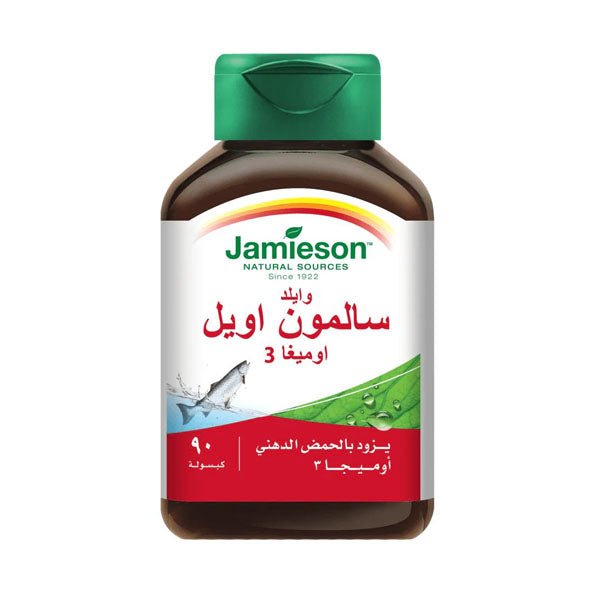 Jamieson™
NATURAL SOURCES
Since 1922
وايلد
سالمون اويل
اوميغا 3
يزود بالحمض الدهني
أوميجا ٣
٩٠
كبسولة